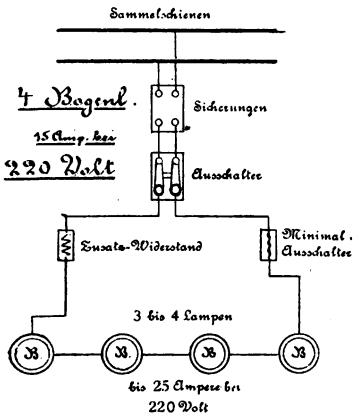 Sammelschienen
4 Bogenl.
Sicherungen
15 Amp. bei
220 Volt
Ausschalter
Zusatz-Widerstand
Minimal-
Ausschalter
3 bis 4 Lampen
B B. B B
bis 25 Ampere bei
220 Volt